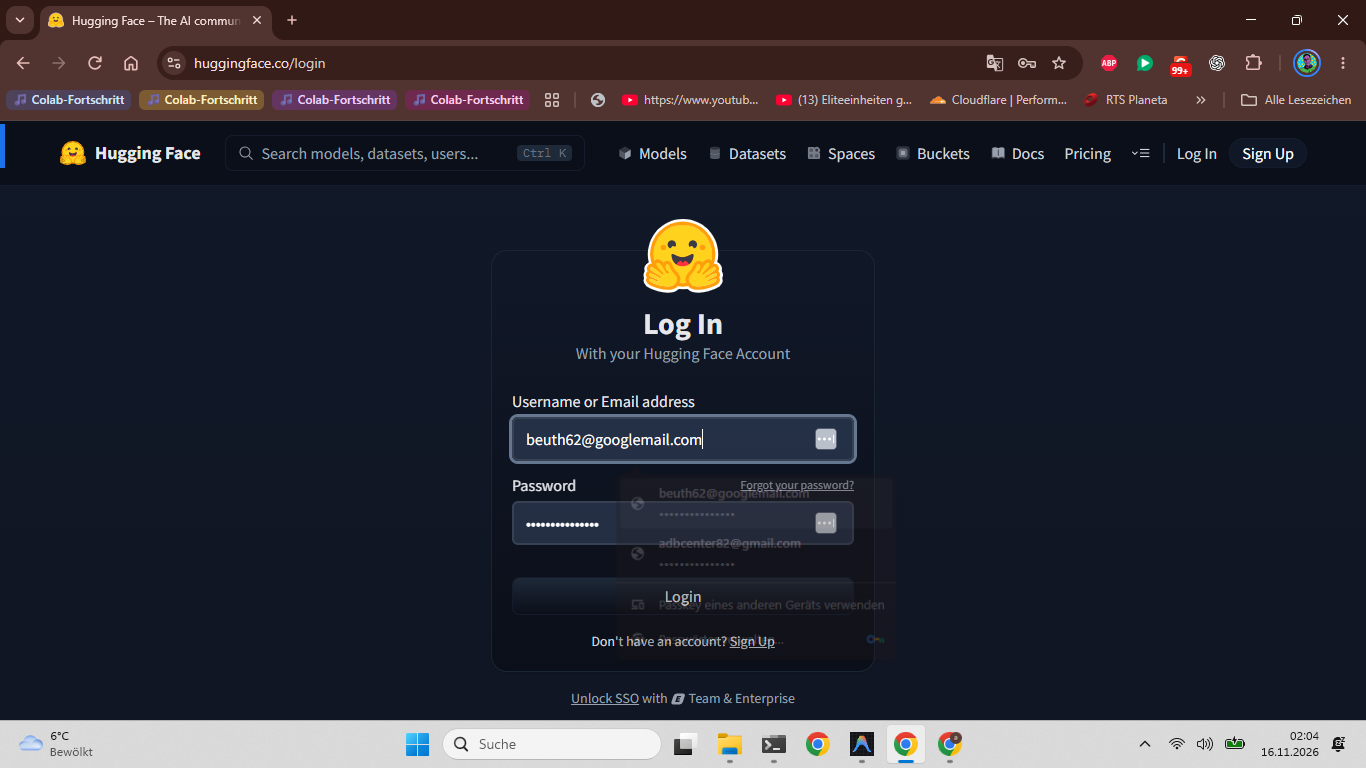 Hugging Face – The AI commun
huggingface.co/login
ABP
99+
Colab-Fortschritt
Colab-Fortschritt
Colab-Fortschritt
Colab-Fortschritt
https://www.youtub...
(13) Eliteeinheiten g...
Cloudflare | Perform...
RTS Planeta
»
Alle Lesezeichen
Hugging Face
Search models, datasets, users...
Ctrl K
Models
Datasets
Spaces
Buckets
Docs
Pricing
Log In
Sign Up
Log In
With your Hugging Face Account
Username or Email address
beuth62@googlemail.com
Password
Forgot your password?
beuth62@googlemail.com
adbcenter82@gmail.com
Login
Passkey eines anderen Geräts verwenden
Don't have an account? Sign Up
Unlock SSO with Team & Enterprise
6°C
Bewölkt
Suche
02:04
16.11.2026